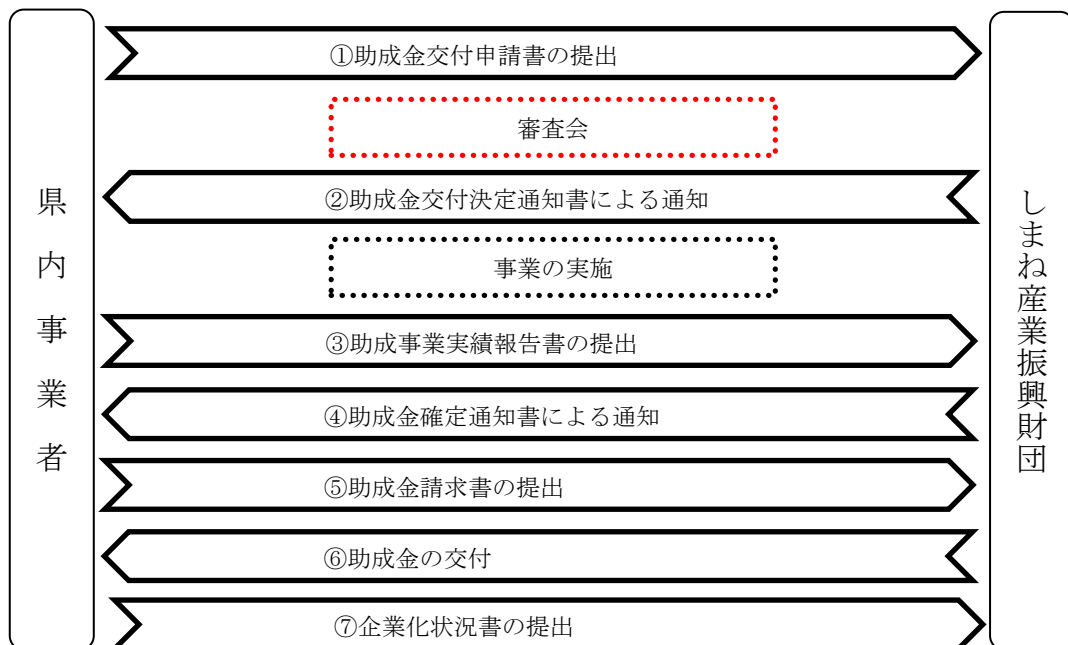 県内事業者
①助成金交付申請書の提出
審査会
②助成金交付決定通知書による通知
事業の実施
③助成事業実績報告書の提出
④助成金確定通知書による通知
⑤助成金請求書の提出
⑥助成金の交付
⑦企業化状況書の提出
しまね産業振興財団